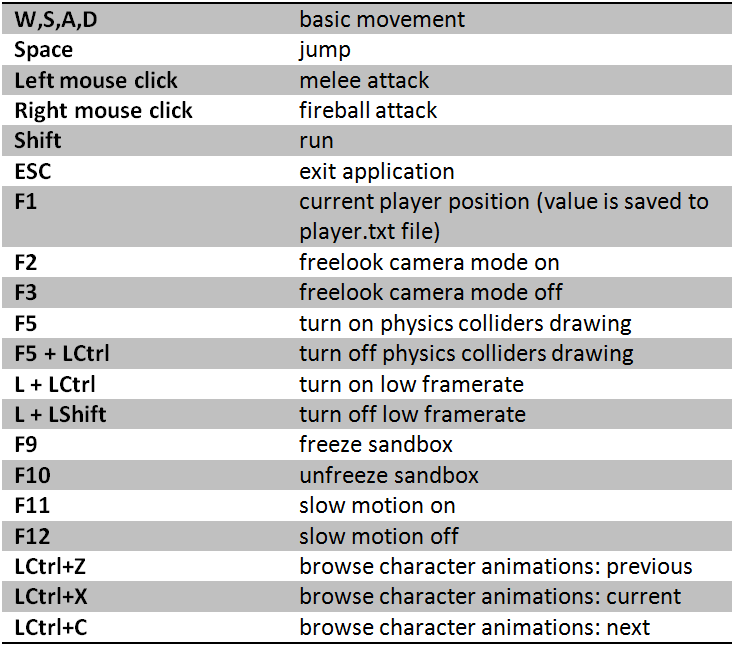 W,S,A,D basic movement
Space jump
Left mouse click melee attack
Right mouse click fireball attack
Shift run
ESC exit application
F1 current player position (value is saved to
player.txt file)
F2 freelook camera mode on
F3 freelook camera mode off
F5 turn on physics colliders drawing
F5 + LCtrl turn off physics colliders drawing
L + LCtrl turn on low framerate
L + LShift turn off low framerate
F9 freeze sandbox
F10 unfreeze sandbox
F11 slow motion on
F12 slow motion off
LCtrl+Z browse character animations: previous
LCtrl+X browse character animations: current
LCtrl+C browse character animations: next